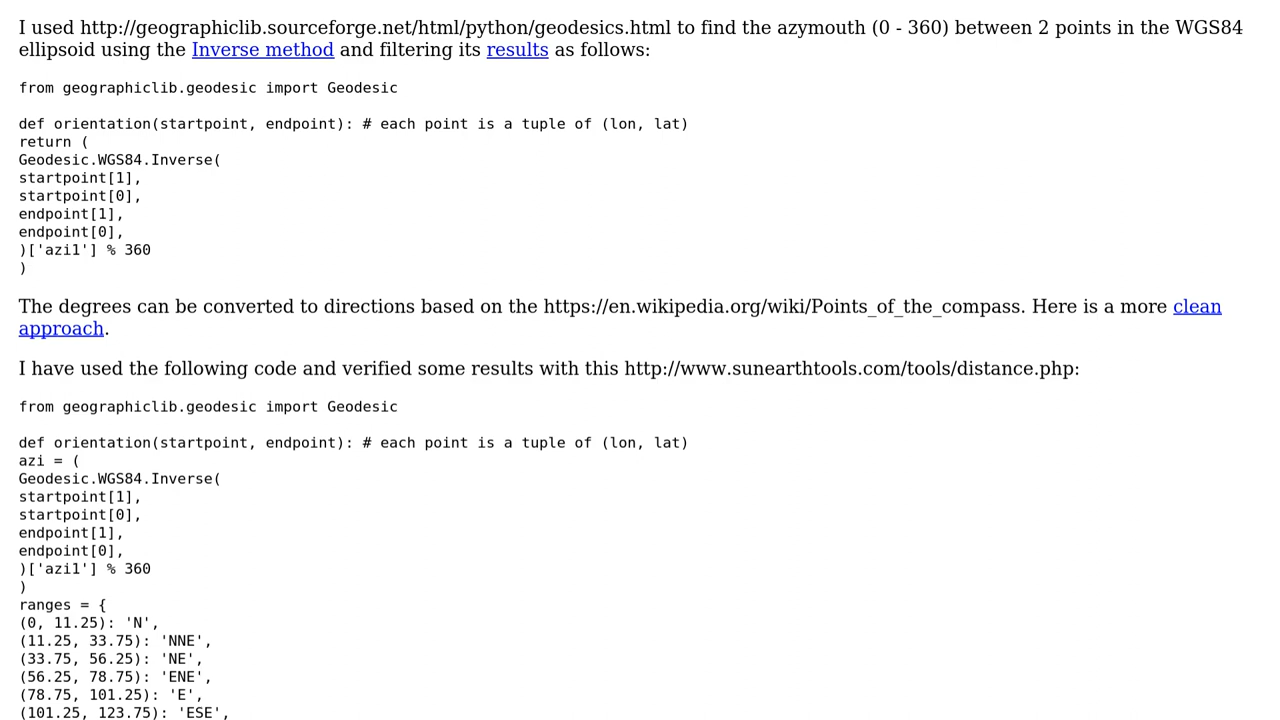 I used http://geographiclib.sourceforge.net/html/python/geodesics.html to find the azymouth (0 - 360) between 2 points in the WGS84
ellipsoid using the Inverse method and filtering its results as follows:
from geographiclib.geodesic import Geodesic
def orientation(startpoint, endpoint): # each point is a tuple of (lon, lat)
return (
Geodesic.WGS84.Inverse(
startpoint[1],
startpoint[0],
endpoint[1],
endpoint[0],
)['azi1'] % 360
)
The degrees can be converted to directions based on the https://en.wikipedia.org/wiki/Points_of_the_compass. Here is a more clean
approach.
I have used the following code and verified some results with this http://www.sunearthtools.com/tools/distance.php:
from geographiclib.geodesic import Geodesic
def orientation(startpoint, endpoint): # each point is a tuple of (lon, lat)
azi = (
Geodesic.WGS84.Inverse(
startpoint[1],
startpoint[0],
endpoint[1],
endpoint[0],
)['azi1'] % 360
)
ranges = {
(0, 11.25): 'N',
(11.25, 33.75): 'NNE',
(33.75, 56.25): 'NE',
(56.25, 78.75): 'ENE',
(78.75, 101.25): 'E',
(101.25, 123.75): 'ESE',